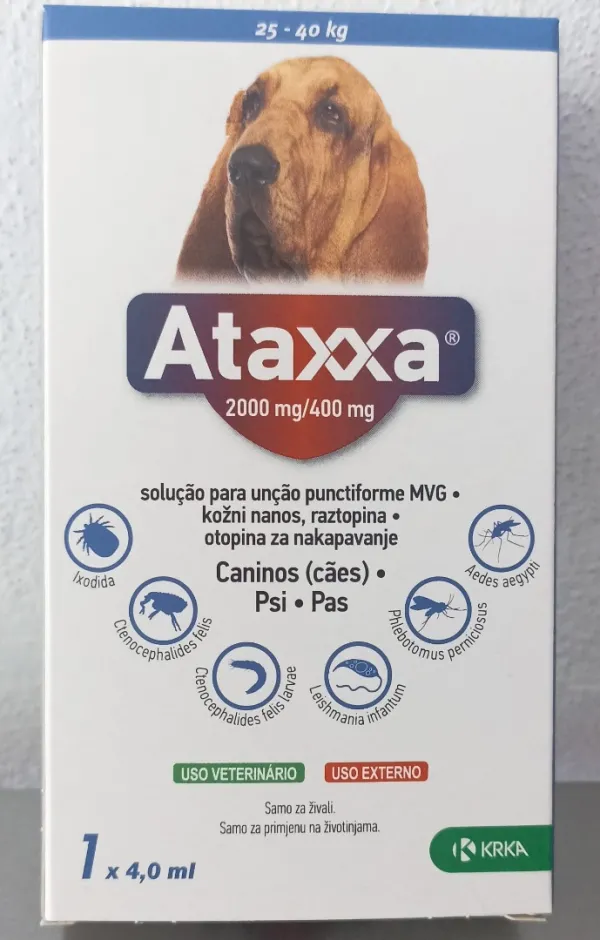 25 - 40 kg
Ataxxa®
2000 mg/400 mg
solução para unção punctiforme MVG •
kožni nanos, raztopina •
otopina za nakapavanje
Caninos (cães) •
Psi • Pas
Ixodida
Ctenocephalides felis
Ctenocephalides felis larvae
Leishmania infantum
Phlebotomus perniciosus
Aedes aegypti
USO VETERINÁRIO
USO EXTERNO
Samo za živali.
Samo za primjenu na životinjama.
1 x 4,0 ml
KRKA